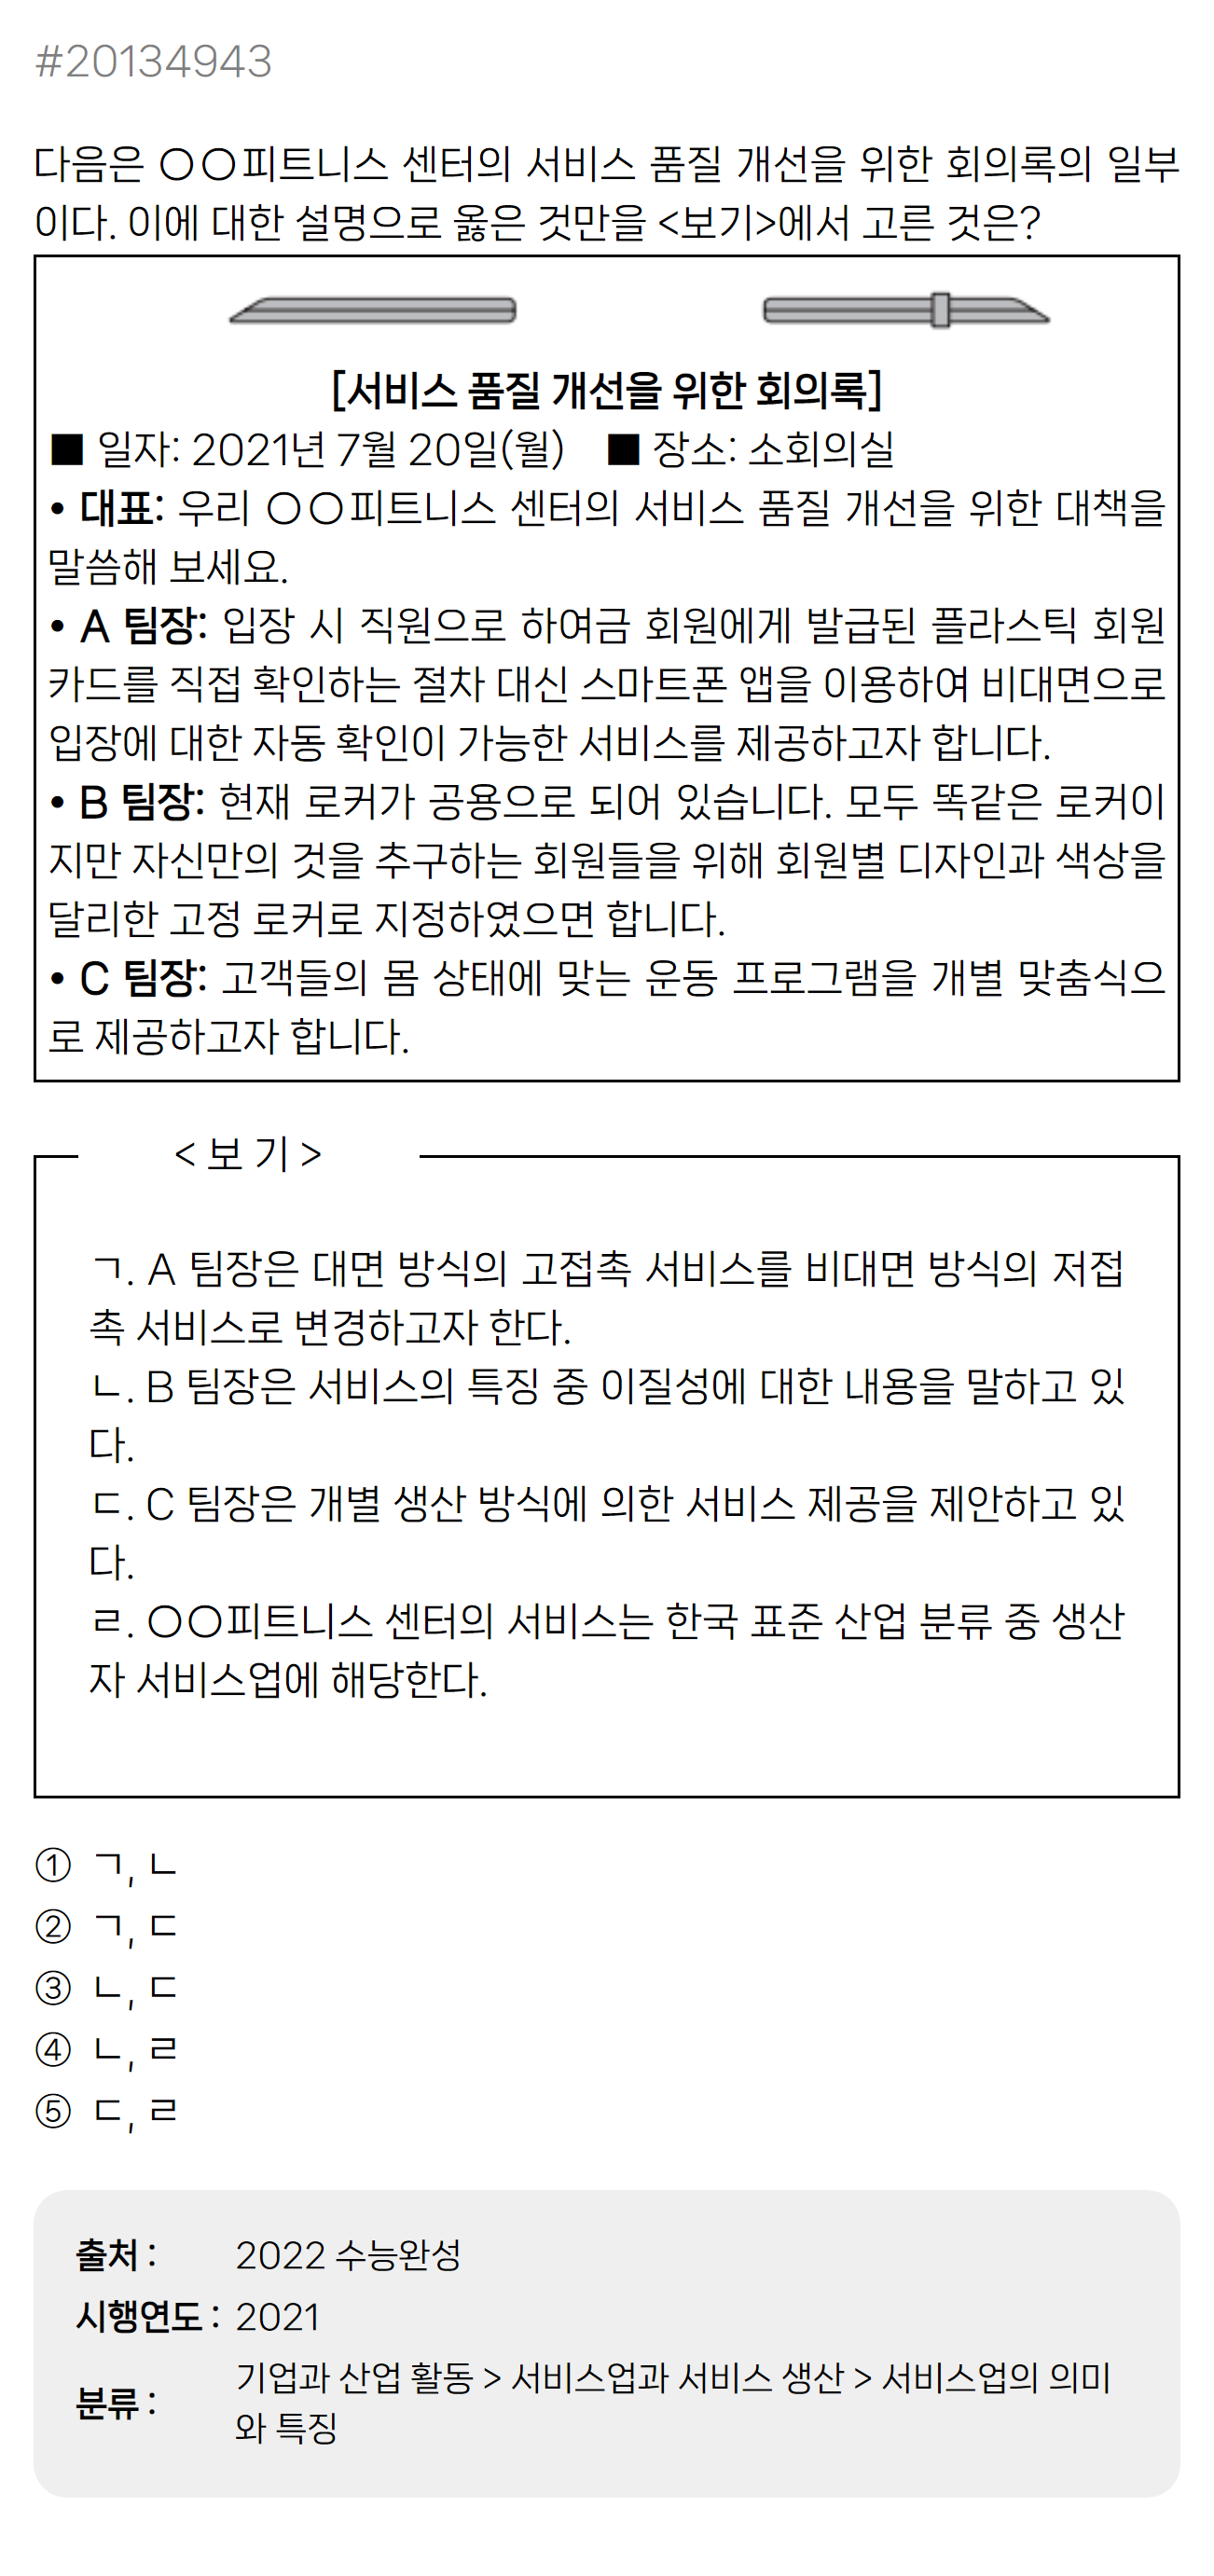 #20134943
다음은 ○○피트니스 센터의 서비스 품질 개선을 위한 회의록의 일부
이다. 이에 대한 설명으로 옳은 것만을 <보기>에서 고른 것은?
[서비스 품질 개선을 위한 회의록]
■ 일자: 2021년 7월 20일(월) ■ 장소: 소회의실
• 대표: 우리 ○○피트니스 센터의 서비스 품질 개선을 위한 대책을
말씀해 보세요.
• A 팀장: 입장 시 직원으로 하여금 회원에게 발급된 플라스틱 회원
카드를 직접 확인하는 절차 대신 스마트폰 앱을 이용하여 비대면으로
입장에 대한 자동 확인이 가능한 서비스를 제공하고자 합니다.
• B 팀장: 현재 로커가 공용으로 되어 있습니다. 모두 똑같은 로커이
지만 자신만의 것을 추구하는 회원들을 위해 회원별 디자인과 색상을
달리한 고정 로커로 지정하였으면 합니다.
• C 팀장: 고객들의 몸 상태에 맞는 운동 프로그램을 개별 맞춤식으
로 제공하고자 합니다.
< 보 기 >
ㄱ. A 팀장은 대면 방식의 고접촉 서비스를 비대면 방식의 저접
촉 서비스로 변경하고자 한다.
ㄴ. B 팀장은 서비스의 특징 중 이질성에 대한 내용을 말하고 있
다.
ㄷ. C 팀장은 개별 생산 방식에 의한 서비스 제공을 제안하고 있
다.
ㄹ. ○○피트니스 센터의 서비스는 한국 표준 산업 분류 중 생산
자 서비스업에 해당한다.
① ㄱ, ㄴ
② ㄱ, ㄷ
③ ㄴ, ㄷ
④ ㄴ, ㄹ
⑤ ㄷ, ㄹ
출처 : 2022 수능완성
시행연도 : 2021
분류 : 기업과 산업 활동 > 서비스업과 서비스 생산 > 서비스업의 의미
와 특징